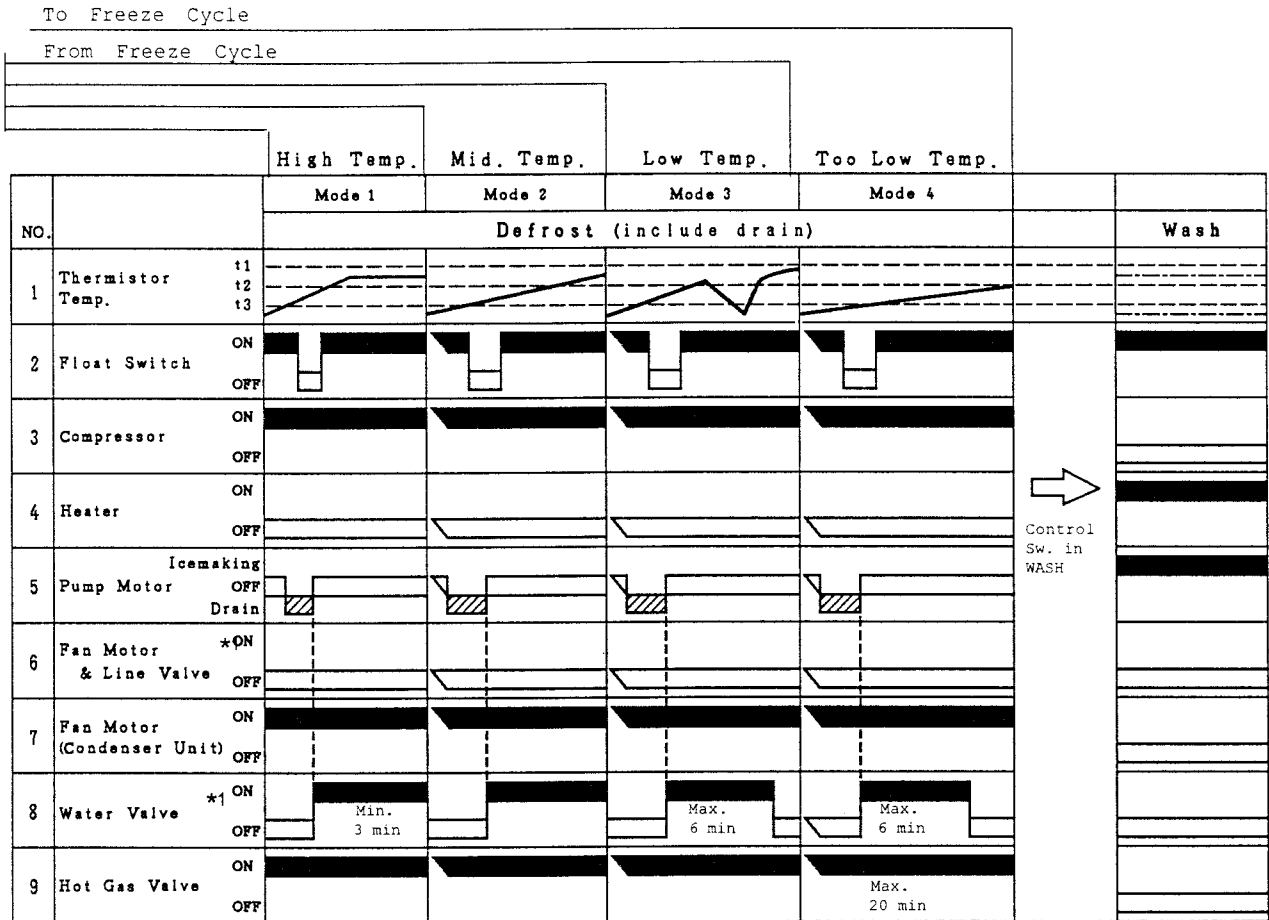 To Freeze Cycle
From Freeze Cycle
High Temp. Mid. Temp. Low Temp. Too Low Temp.
Mode 1 Mode 2 Mode 3 Mode 4
NO. Defrost (include drain) Wash
1 Thermistor Temp. t1 t2 t3
2 Float Switch ON OFF
3 Compressor ON OFF
4 Heater ON OFF
Control Sw. in WASH
5 Pump Motor Icemaking OFF Drain
6 Fan Motor & Line Valve * ON OFF
7 Fan Motor (Condenser Unit) ON OFF
8 Water Valve *1 ON OFF
Min. 3 min
Max. 6 min
Max. 6 min
9 Hot Gas Valve ON OFF
Max. 20 min